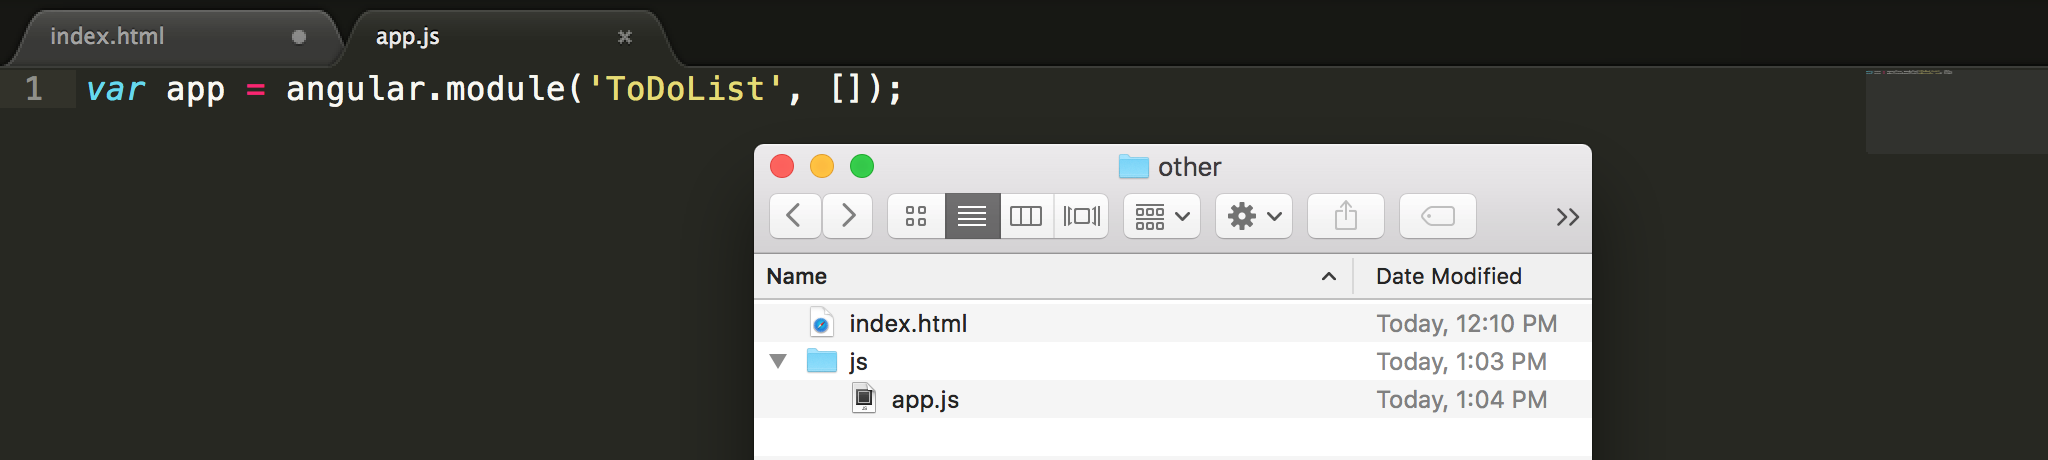 index.html app.js
1 var app = angular.module('ToDoList', []);
other
Name Date Modified
index.html Today, 12:10 PM
js Today, 1:03 PM
app.js Today, 1:04 PM